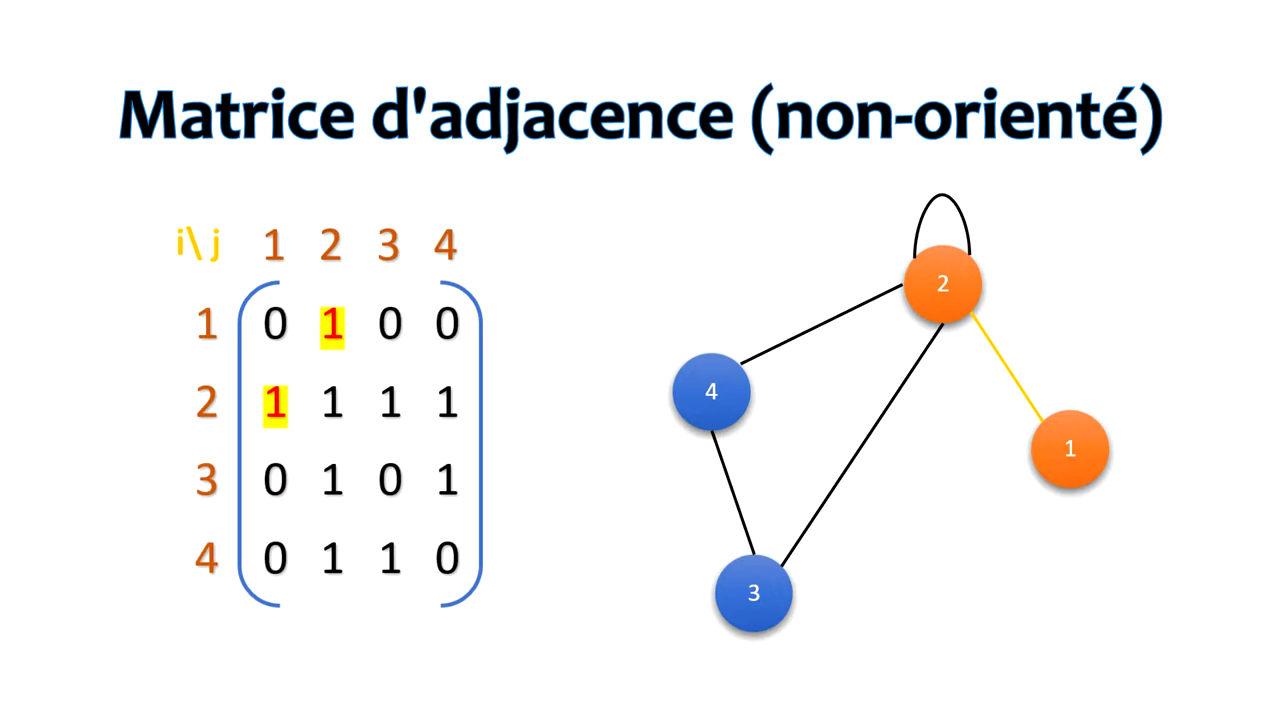 Matrice d'adjacence (non-orienté)
i\ j 1 2 3 4
1 0 1 0 0
2 1 1 1 1
3 0 1 0 1
4 0 1 1 0
2
4
1
3